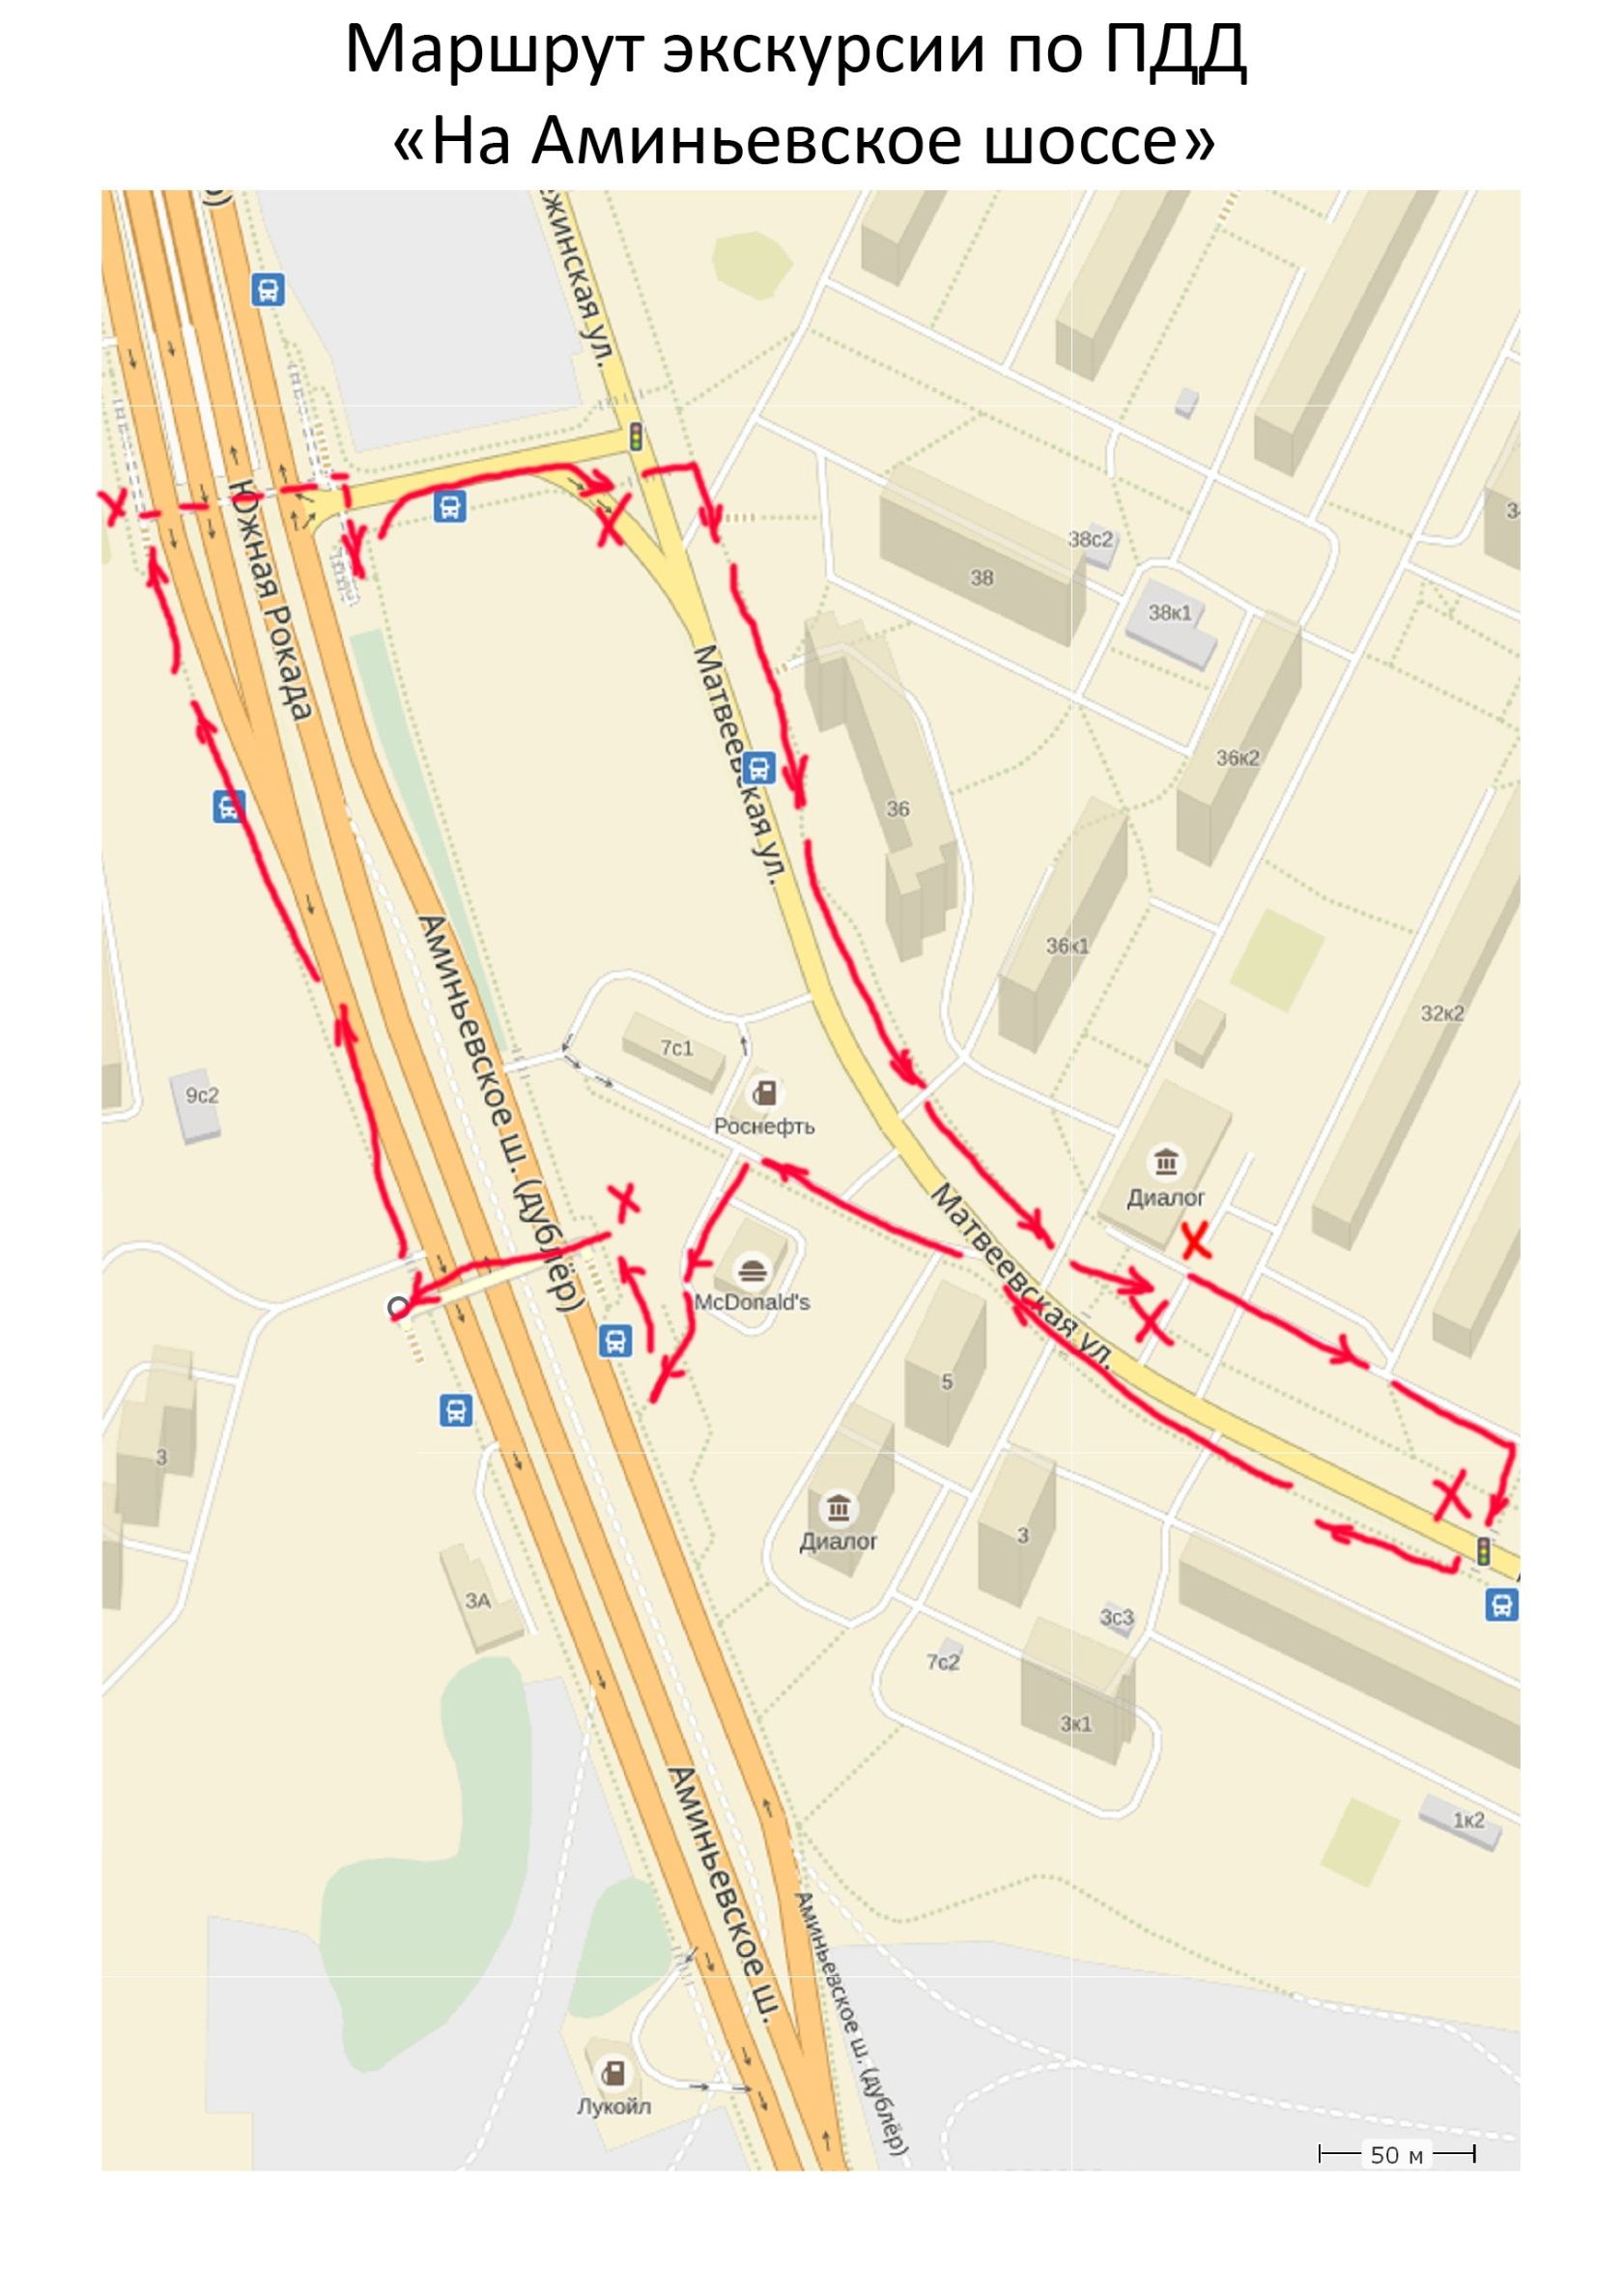 Маршрут экскурсии по ПДД
«На Аминьевское шоссе»
жинская ул.
Южная Рокада
38с2
38
38к1
Матвеевская ул.
36к2
36
36к1
32к2
Аминьевское ш. (дублёр)
7с1
9с2
Роснефть
Диалог
Матвеевская ул.
McDonald's
5
3
Диалог
3
3А
3с3
7с2
3к1
Аминьевское ш.
1к2
Аминьевское ш. (дублёр)
Лукойл
50 м